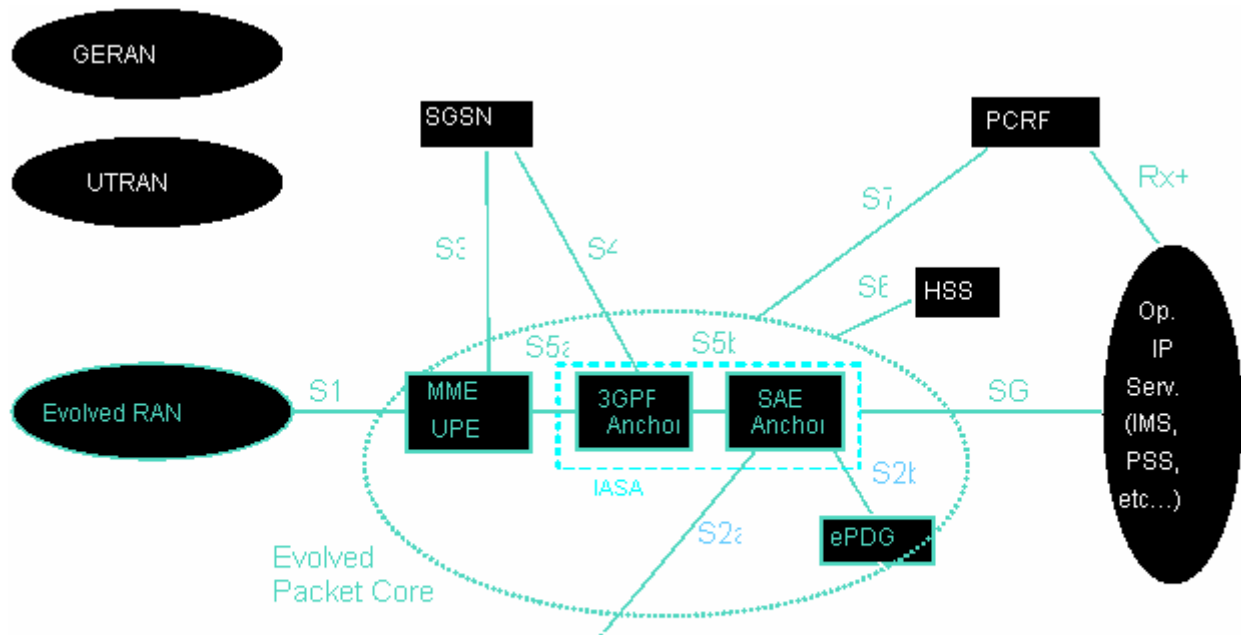 GERAN
SGSN
PCRF
UTRAN
Rx+
S7
S3
S4
S6
HSS
Op.
IP
Serv.
(IMS,
PSS,
etc...)
S5a
S5b
Evolved RAN
S1
MME
UPE
3GPP
Anchor
SAE
Anchor
SG
IASA
S2b
S2a
ePDG
Evolved
Packet Core